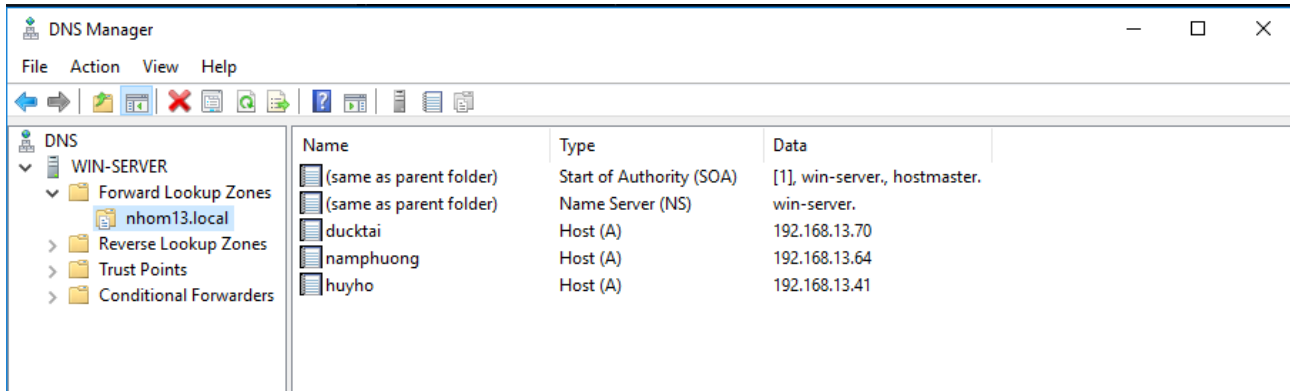 DNS Manager
File Action View Help
DNS
WIN-SERVER
Forward Lookup Zones
nhom13.local
Reverse Lookup Zones
Trust Points
Conditional Forwarders
Name Type Data
(same as parent folder) Start of Authority (SOA) [1], win-server., hostmaster.
(same as parent folder) Name Server (NS) win-server.
ducktai Host (A) 192.168.13.70
namphuong Host (A) 192.168.13.64
huyho Host (A) 192.168.13.41